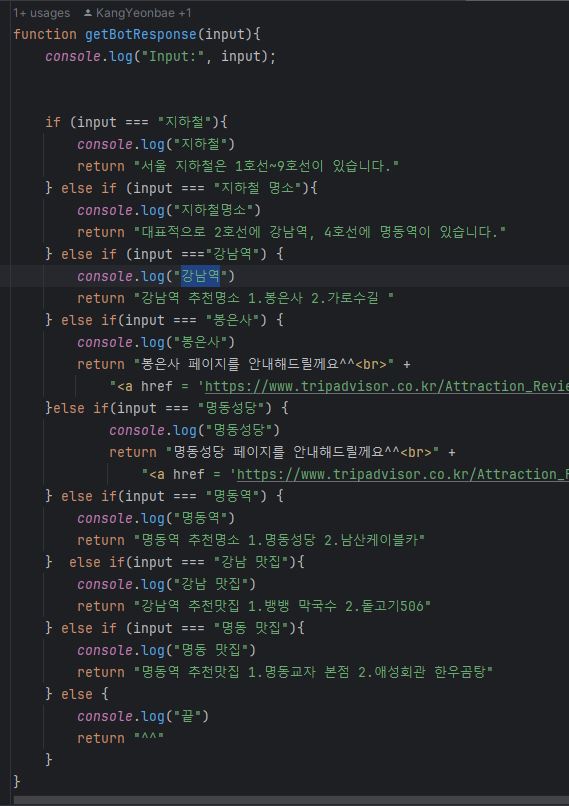 1+ usages KangYeonbae +1
function getBotResponse(input){
console.log("Input:", input);
if (input === "지하철"){
console.log("지하철")
return "서울 지하철은 1호선~9호선이 있습니다."
} else if (input === "지하철 명소"){
console.log("지하철명소")
return "대표적으로 2호선에 강남역, 4호선에 명동역이 있습니다."
} else if (input ==="강남역") {
console.log("강남역")
return "강남역 추천명소 1.봉은사 2.가로수길 "
} else if(input === "봉은사") {
console.log("봉은사")
return "봉은사 페이지를 안내해드릴께요^^<br>" +
"<a href = 'https://www.tripadvisor.co.kr/Attraction_Revie
}else if(input === "명동성당") {
console.log("명동성당")
return "명동성당 페이지를 안내해드릴께요^^<br>" +
"<a href = 'https://www.tripadvisor.co.kr/Attraction_R
} else if(input === "명동역") {
console.log("명동역")
return "명동역 추천명소 1.명동성당 2.남산케이블카"
}  else if(input === "강남 맛집"){
console.log("강남 맛집")
return "강남역 추천맛집 1.뱅뱅 막국수 2.돝고기506"
} else if (input === "명동 맛집"){
console.log("명동 맛집")
return "명동역 추천맛집 1.명동교자 본점 2.애성회관 한우곰탕"
} else {
console.log("끝")
return "^^"
}
}